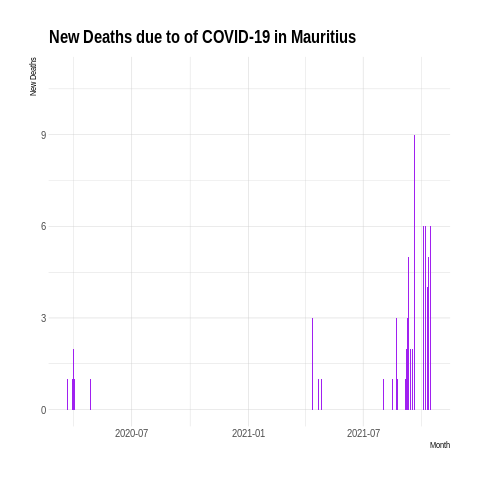 New Deaths due to of COVID-19 in Mauritius
New Deaths
9
6
3
0
2020-07 2021-01 2021-07
Month